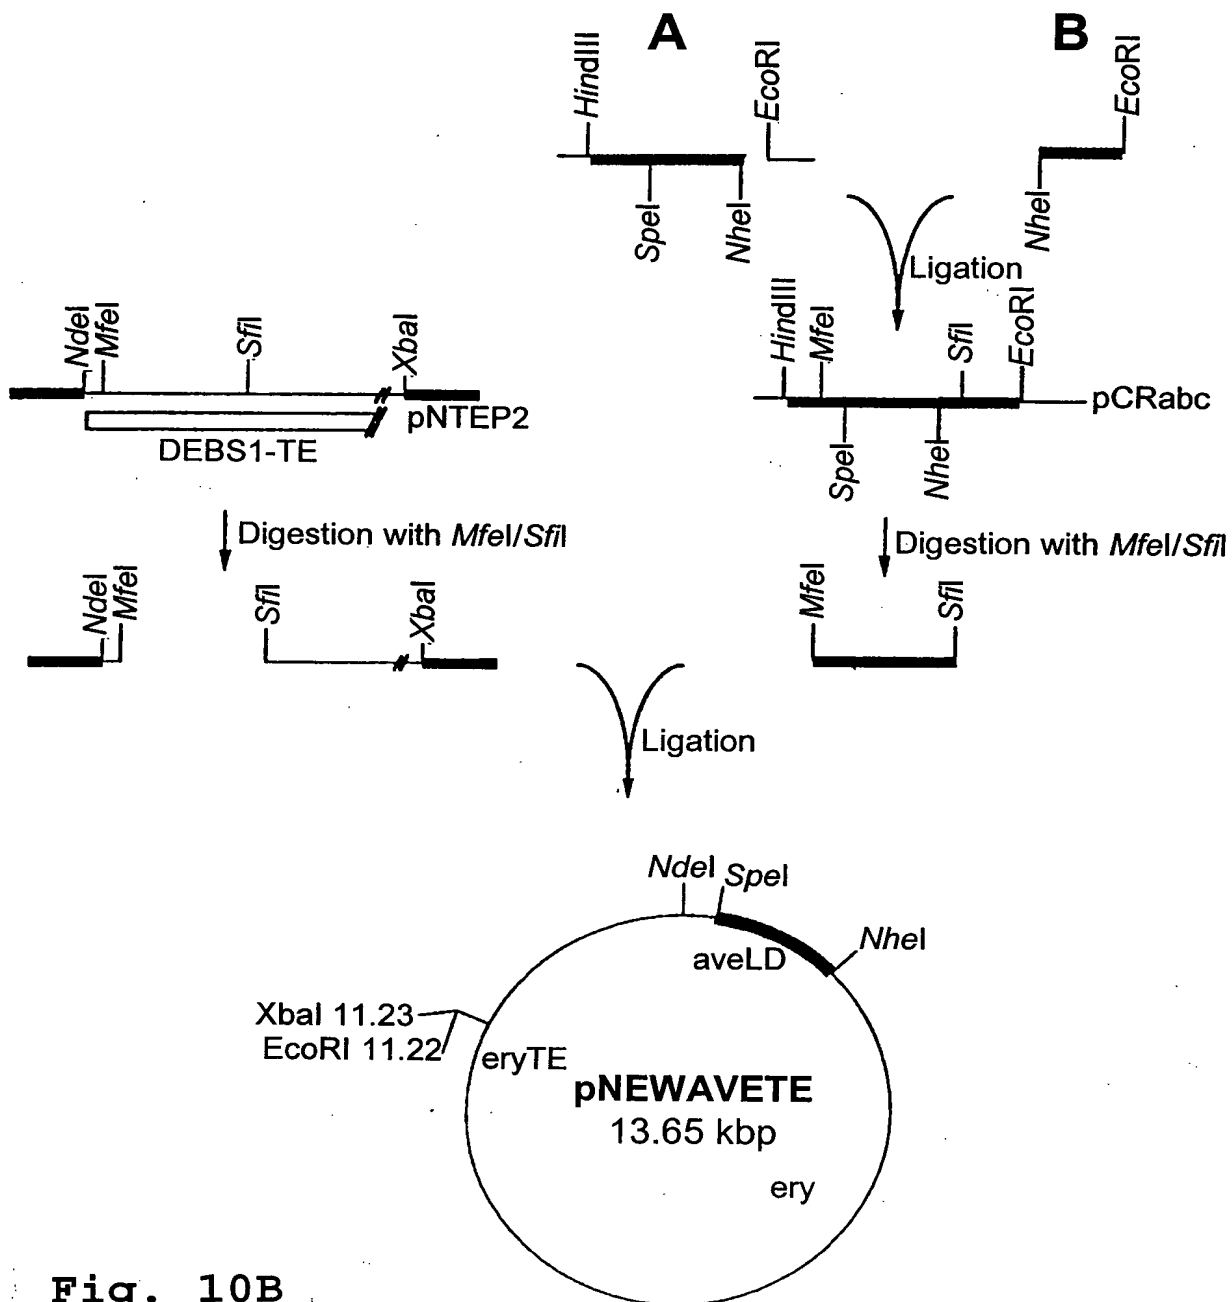 A
B
HindIII
EcoRI
EcoRI
SpeI
NheI
NheI
Ligation
NdeI
MfeI
SfiI
XbaI
HindIII
MfeI
SfiI
EcoRI
pNTEP2
pCRabc
DEBS1-TE
SpeI
NheI
Digestion with MfeI/SfiI
Digestion with MfeI/SfiI
NdeI
MfeI
SfiI
XbaI
MfeI
SfiI
Ligation
NdeI
SpeI
NheI
aveLD
XbaI 11.23
EcoRI 11.22
eryTE
pNEWAVETE
13.65 kbp
ery
Fig. 10B